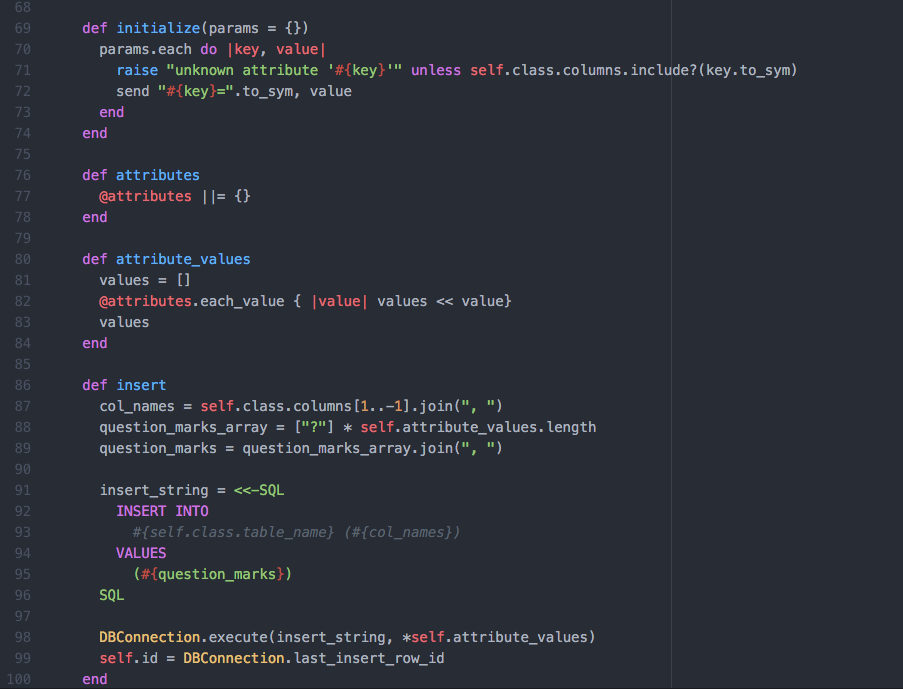 68
69 def initialize(params = {})
70 params.each do |key, value|
71 raise "unknown attribute '#{key}'" unless self.class.columns.include?(key.to_sym)
72 send "#{key}=".to_sym, value
73 end
74 end
75
76 def attributes
77 @attributes ||= {}
78 end
79
80 def attribute_values
81 values = []
82 @attributes.each_value { |value| values << value}
83 values
84 end
85
86 def insert
87 col_names = self.class.columns[1..-1].join(", ")
88 question_marks_array = ["?"] * self.attribute_values.length
89 question_marks = question_marks_array.join(", ")
90
91 insert_string = <<-SQL
92 INSERT INTO
93 #{self.class.table_name} (#{col_names})
94 VALUES
95 (#{question_marks})
96 SQL
97
98 DBConnection.execute(insert_string, *self.attribute_values)
99 self.id = DBConnection.last_insert_row_id
100 end